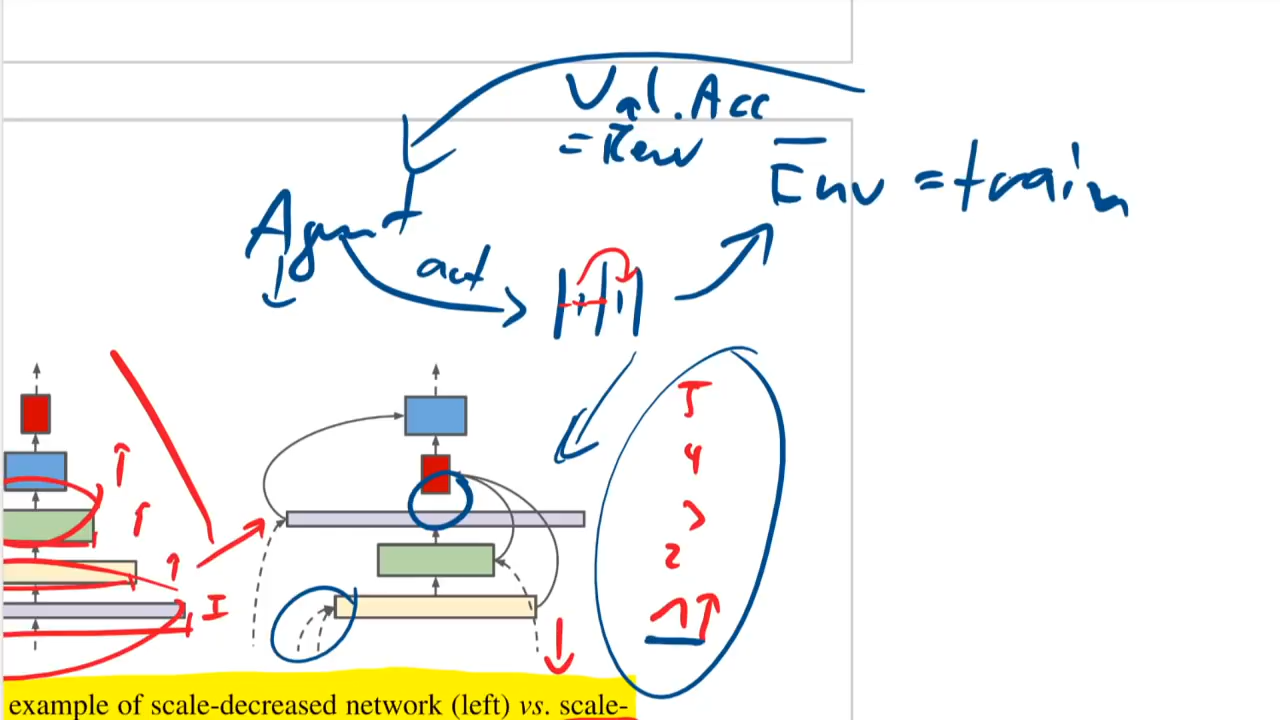 Val. Acc
= Rew
Env = train
Agent
act
5
4
3
2
1
I
example of scale-decreased network (left) vs. scale-